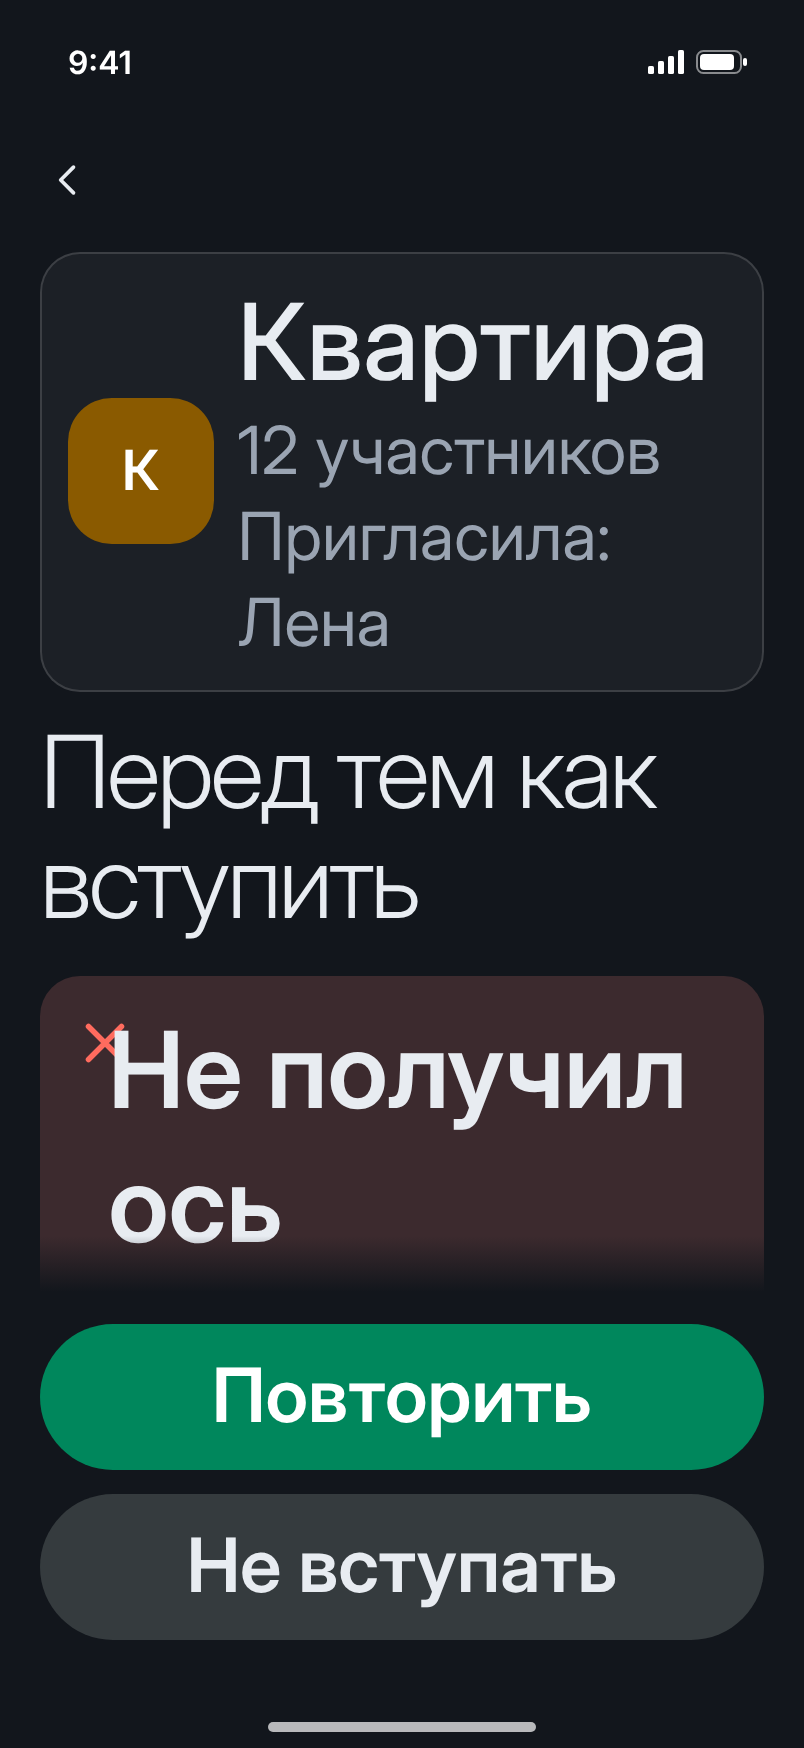 9:41
Квартира
К
12 участников
Пригласила:
Лена
Перед тем как
вступить
Не получил
ось
Повторить
Не вступать